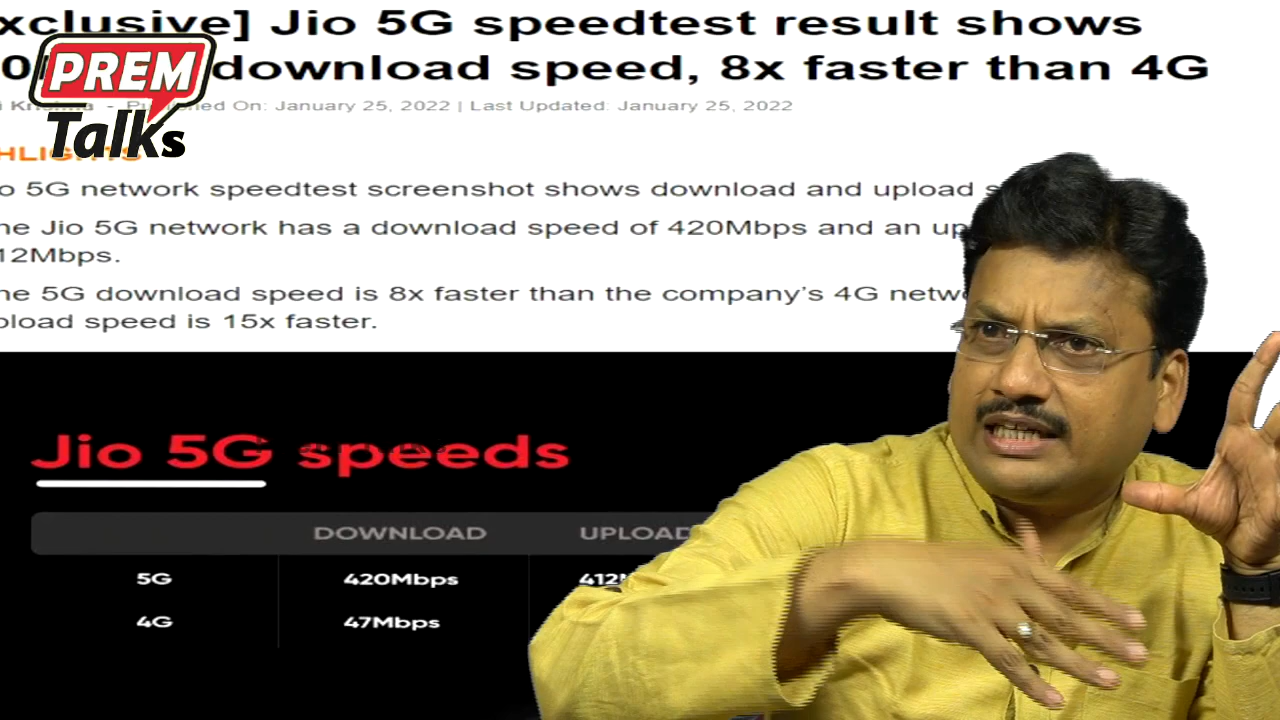 xclusive] Jio 5G speedtest result shows
download speed, 8x faster than 4G
PREM
Talks
On: January 25, 2022 | Last Updated: January 25, 2022
HLIGHTS
o 5G network speedtest screenshot shows download and upload s
he Jio 5G network has a download speed of 420Mbps and an up
12Mbps.
he 5G download speed is 8x faster than the company's 4G netwo
pload speed is 15x faster.
Jio 5G speeds
DOWNLOAD UPLOAD
5G 420Mbps 412M
4G 47Mbps